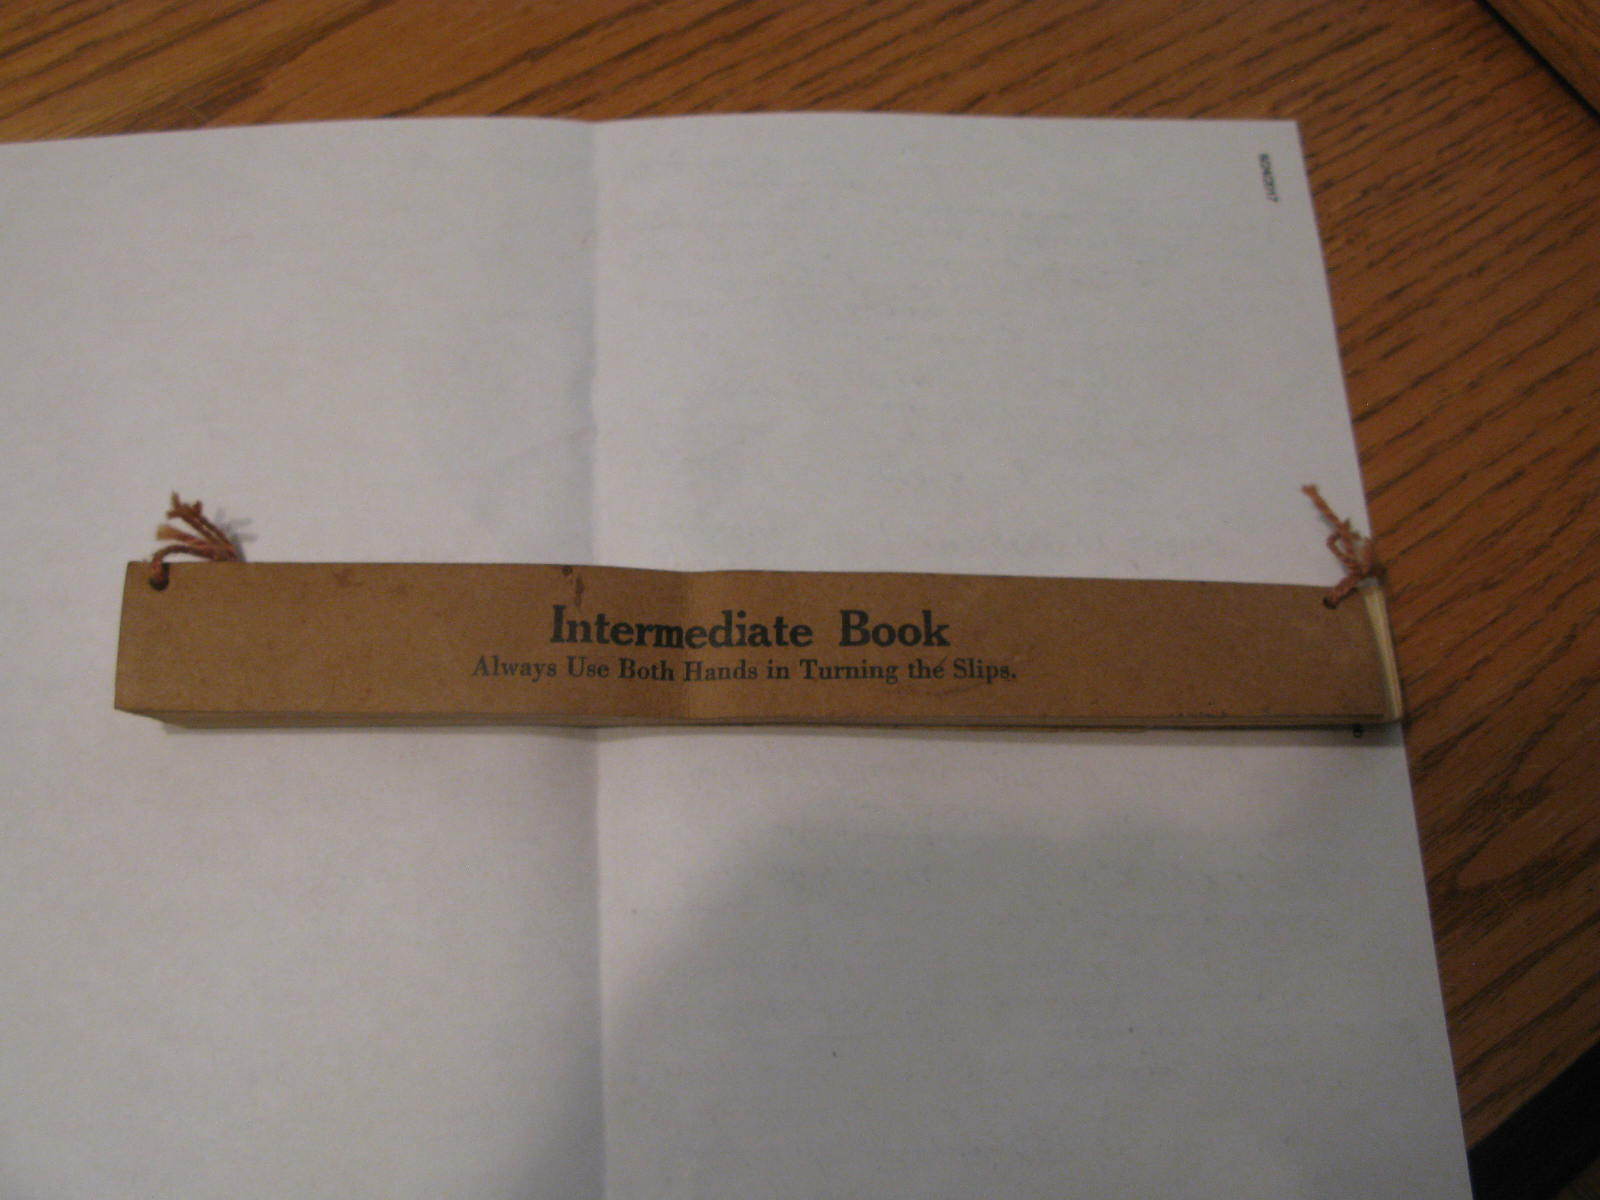 Intermediate Book
Always Use Both Hands in Turning the Slips.